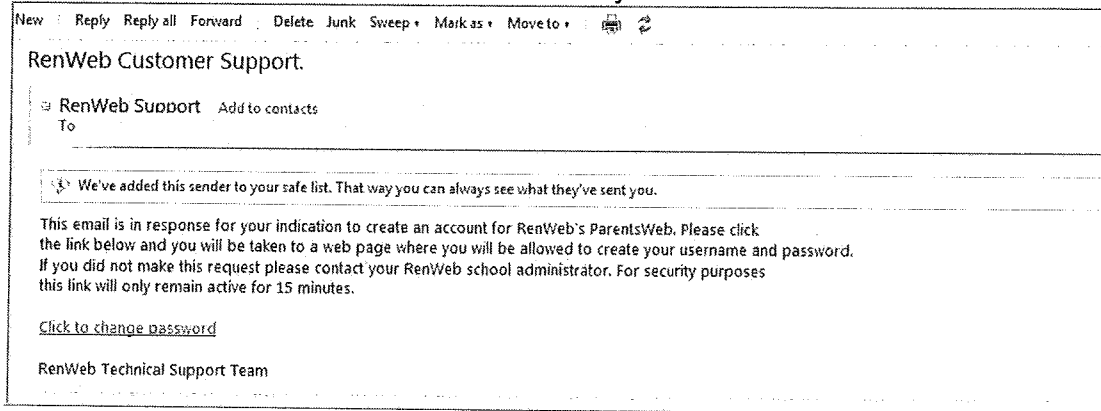 New Reply Reply all Forward Delete Junk Sweep Mark as Move to
RenWeb Customer Support.
RenWeb Support Add to contacts
To
We've added this sender to your safe list. That way you can always see what they've sent you.
This email is in response for your indication to create an account for RenWeb's ParentsWeb. Please click
the link below and you will be taken to a web page where you will be allowed to create your username and password.
If you did not make this request please contact your RenWeb school administrator. For security purposes
this link will only remain active for 15 minutes.
Click to change password
RenWeb Technical Support Team